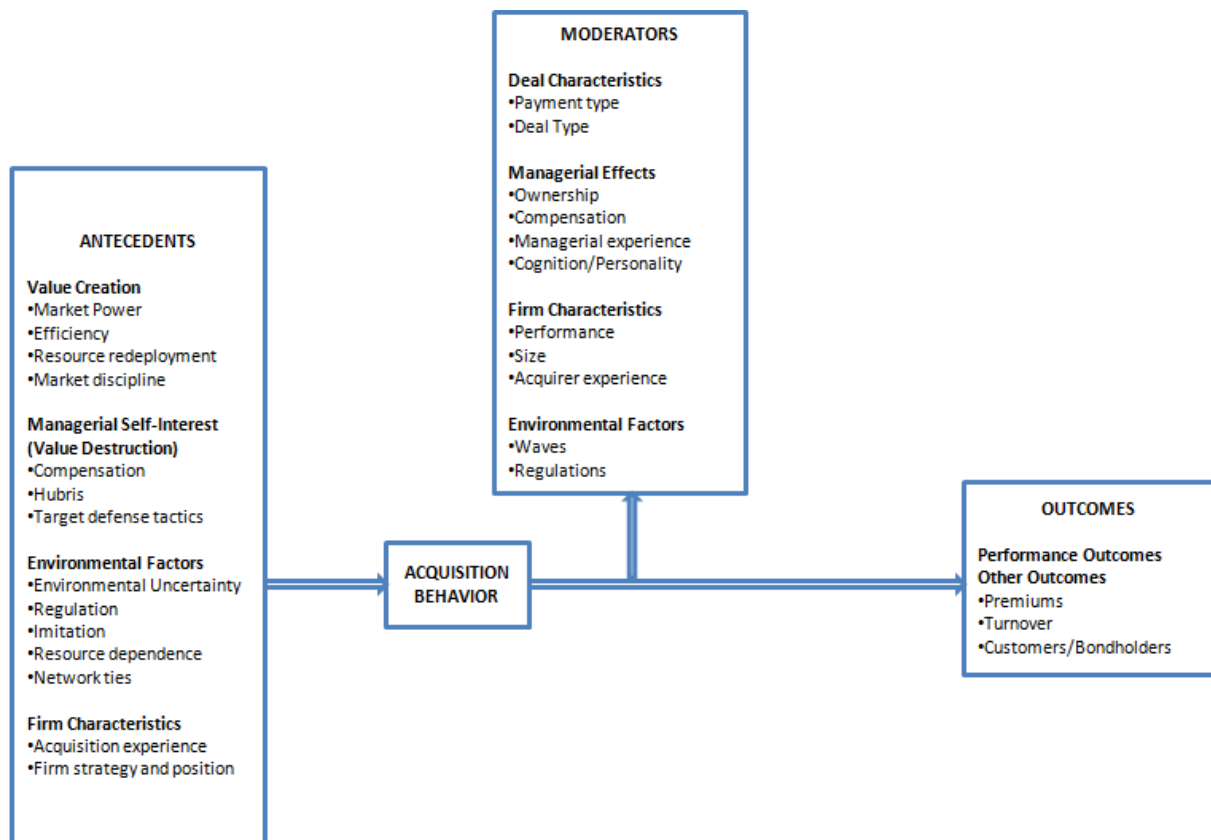 MODERATORS
Deal Characteristics
•Payment type
•Deal Type
Managerial Effects
•Ownership
•Compensation
•Managerial experience
•Cognition/Personality
Firm Characteristics
•Performance
•Size
•Acquirer experience
Environmental Factors
•Waves
•Regulations
ANTECEDENTS
Value Creation
•Market Power
•Efficiency
•Resource redeployment
•Market discipline
Managerial Self-Interest
(Value Destruction)
•Compensation
•Hubris
•Target defense tactics
Environmental Factors
•Environmental Uncertainty
•Regulation
•Imitation
•Resource dependence
•Network ties
Firm Characteristics
•Acquisition experience
•Firm strategy and position
ACQUISITION
BEHAVIOR
OUTCOMES
Performance Outcomes
Other Outcomes
•Premiums
•Turnover
•Customers/Bondholders